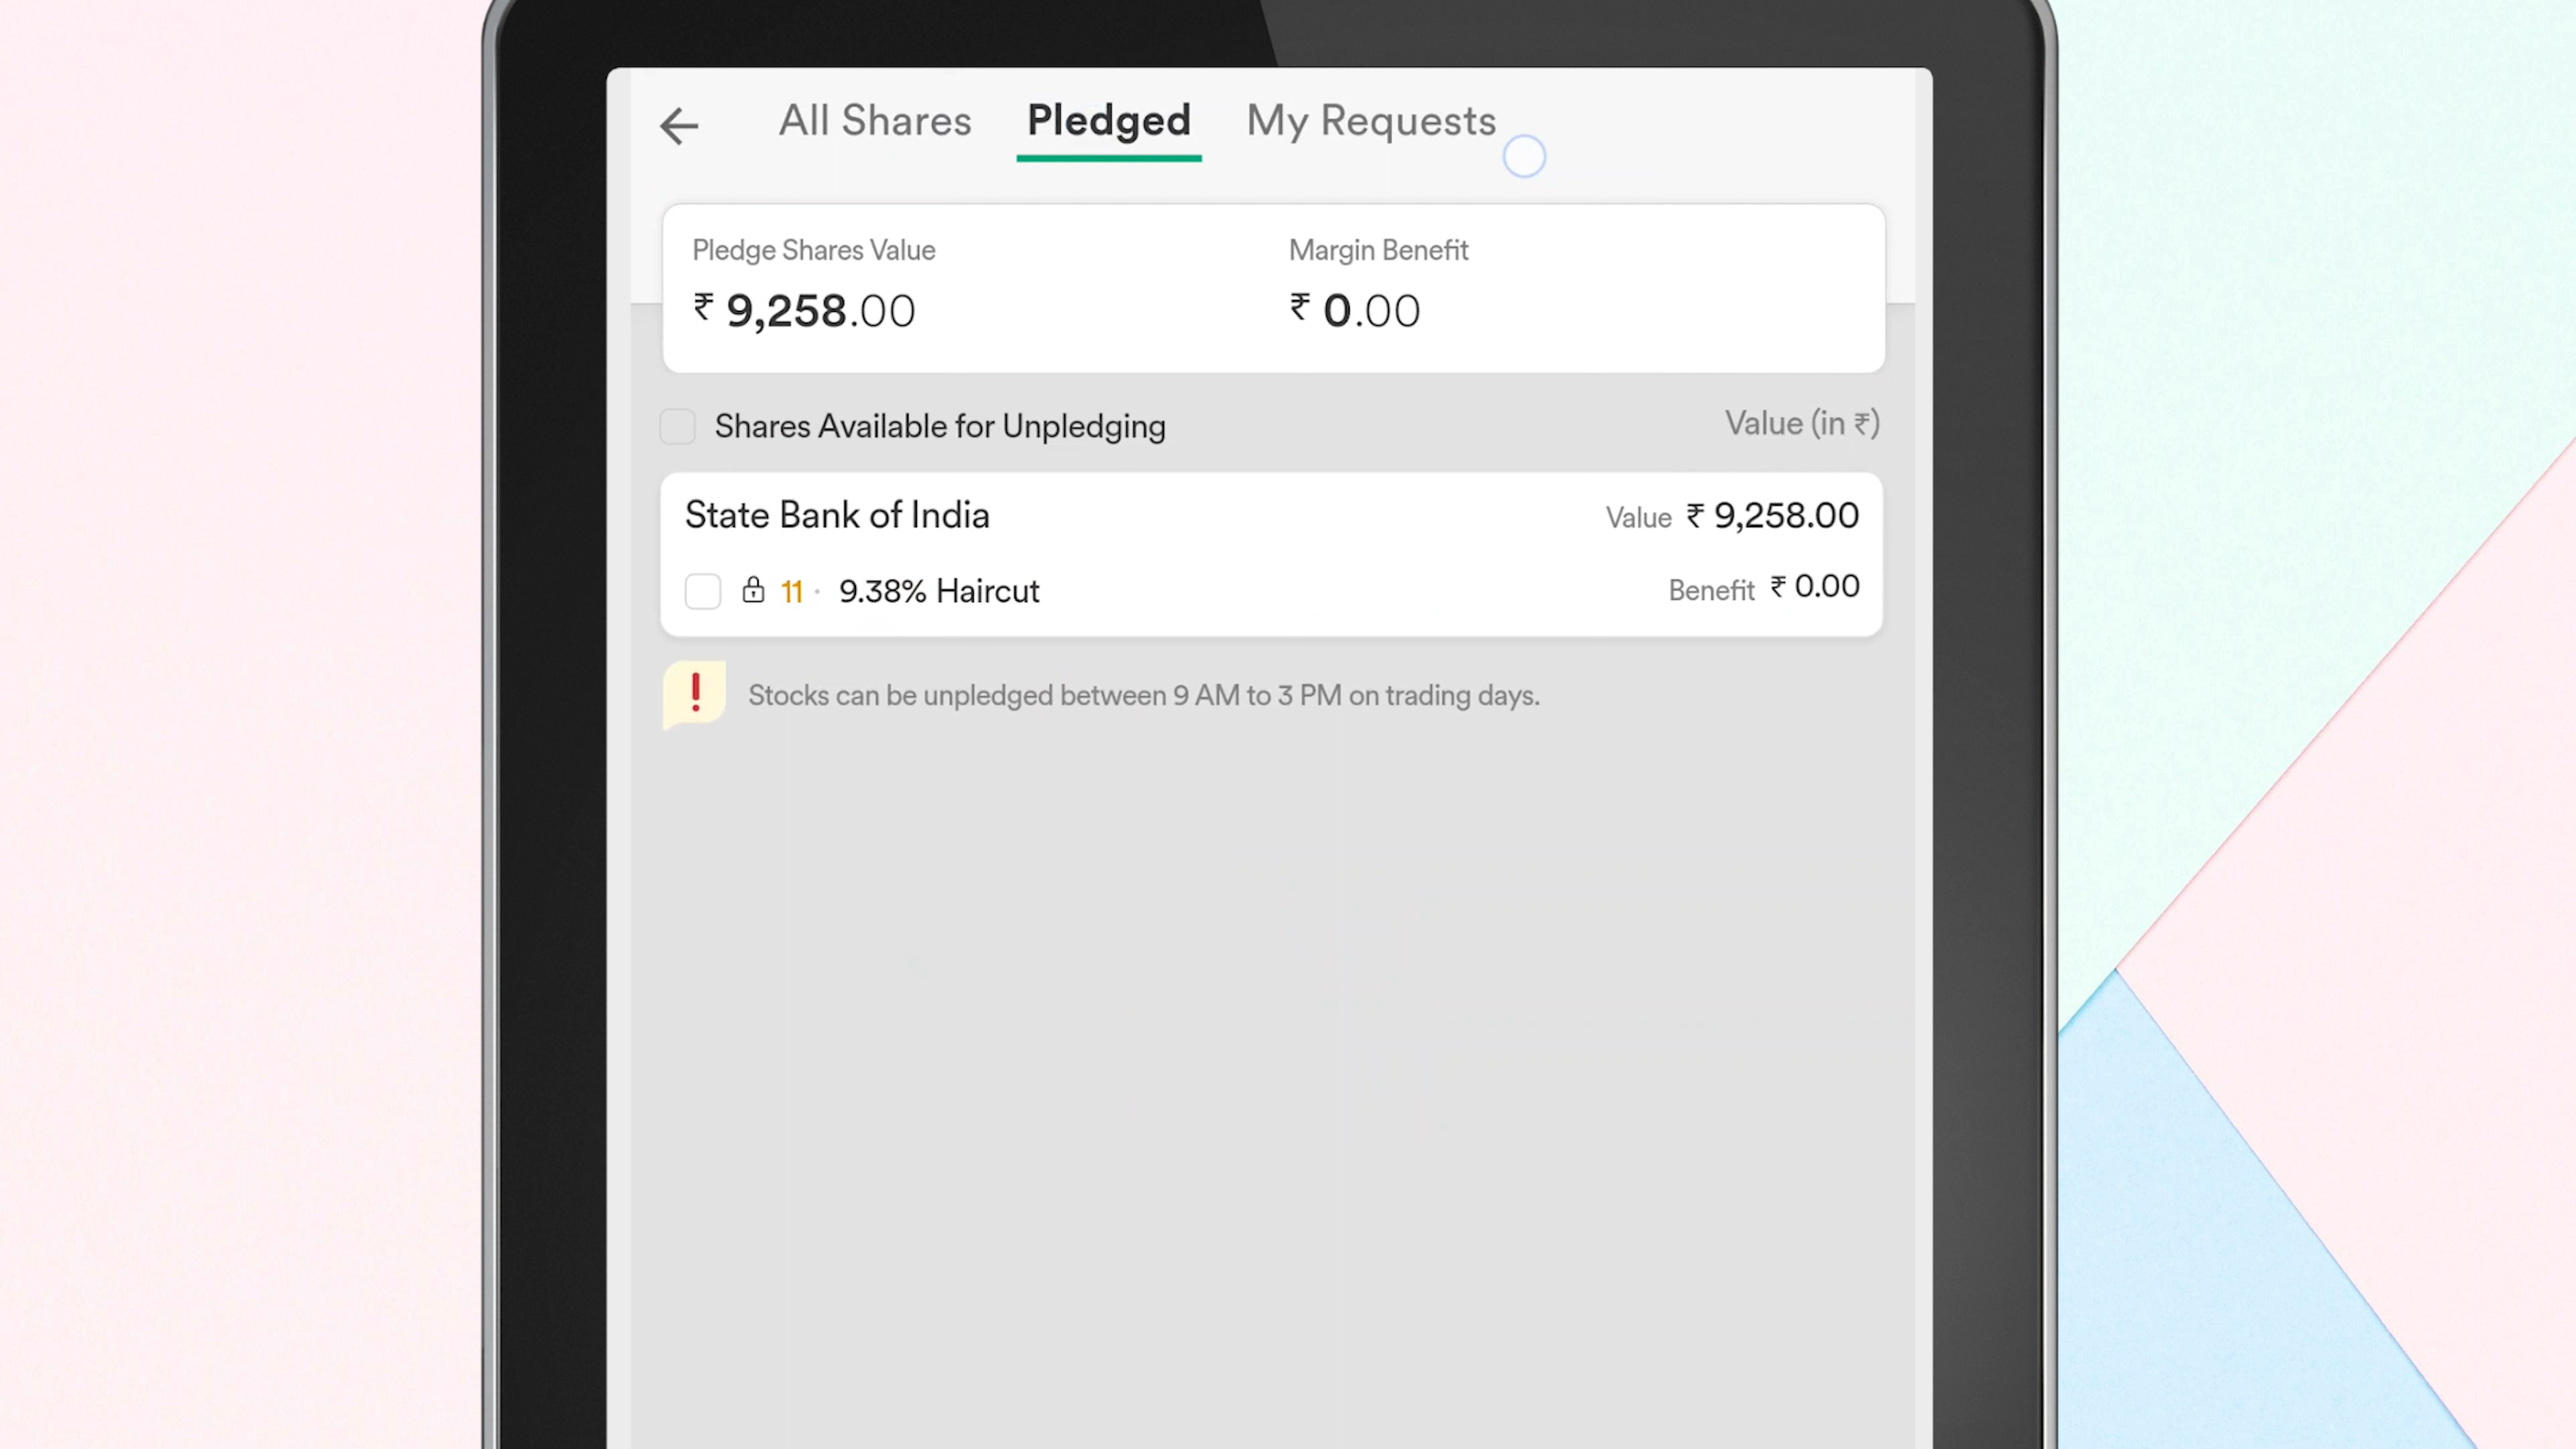 All Shares Pledged My Requests
Pledge Shares Value Margin Benefit
₹ 9,258.00 ₹ 0.00
Shares Available for Unpledging Value (in ₹)
State Bank of India Value ₹ 9,258.00
11 · 9.38% Haircut Benefit ₹ 0.00
! Stocks can be unpledged between 9 AM to 3 PM on trading days.